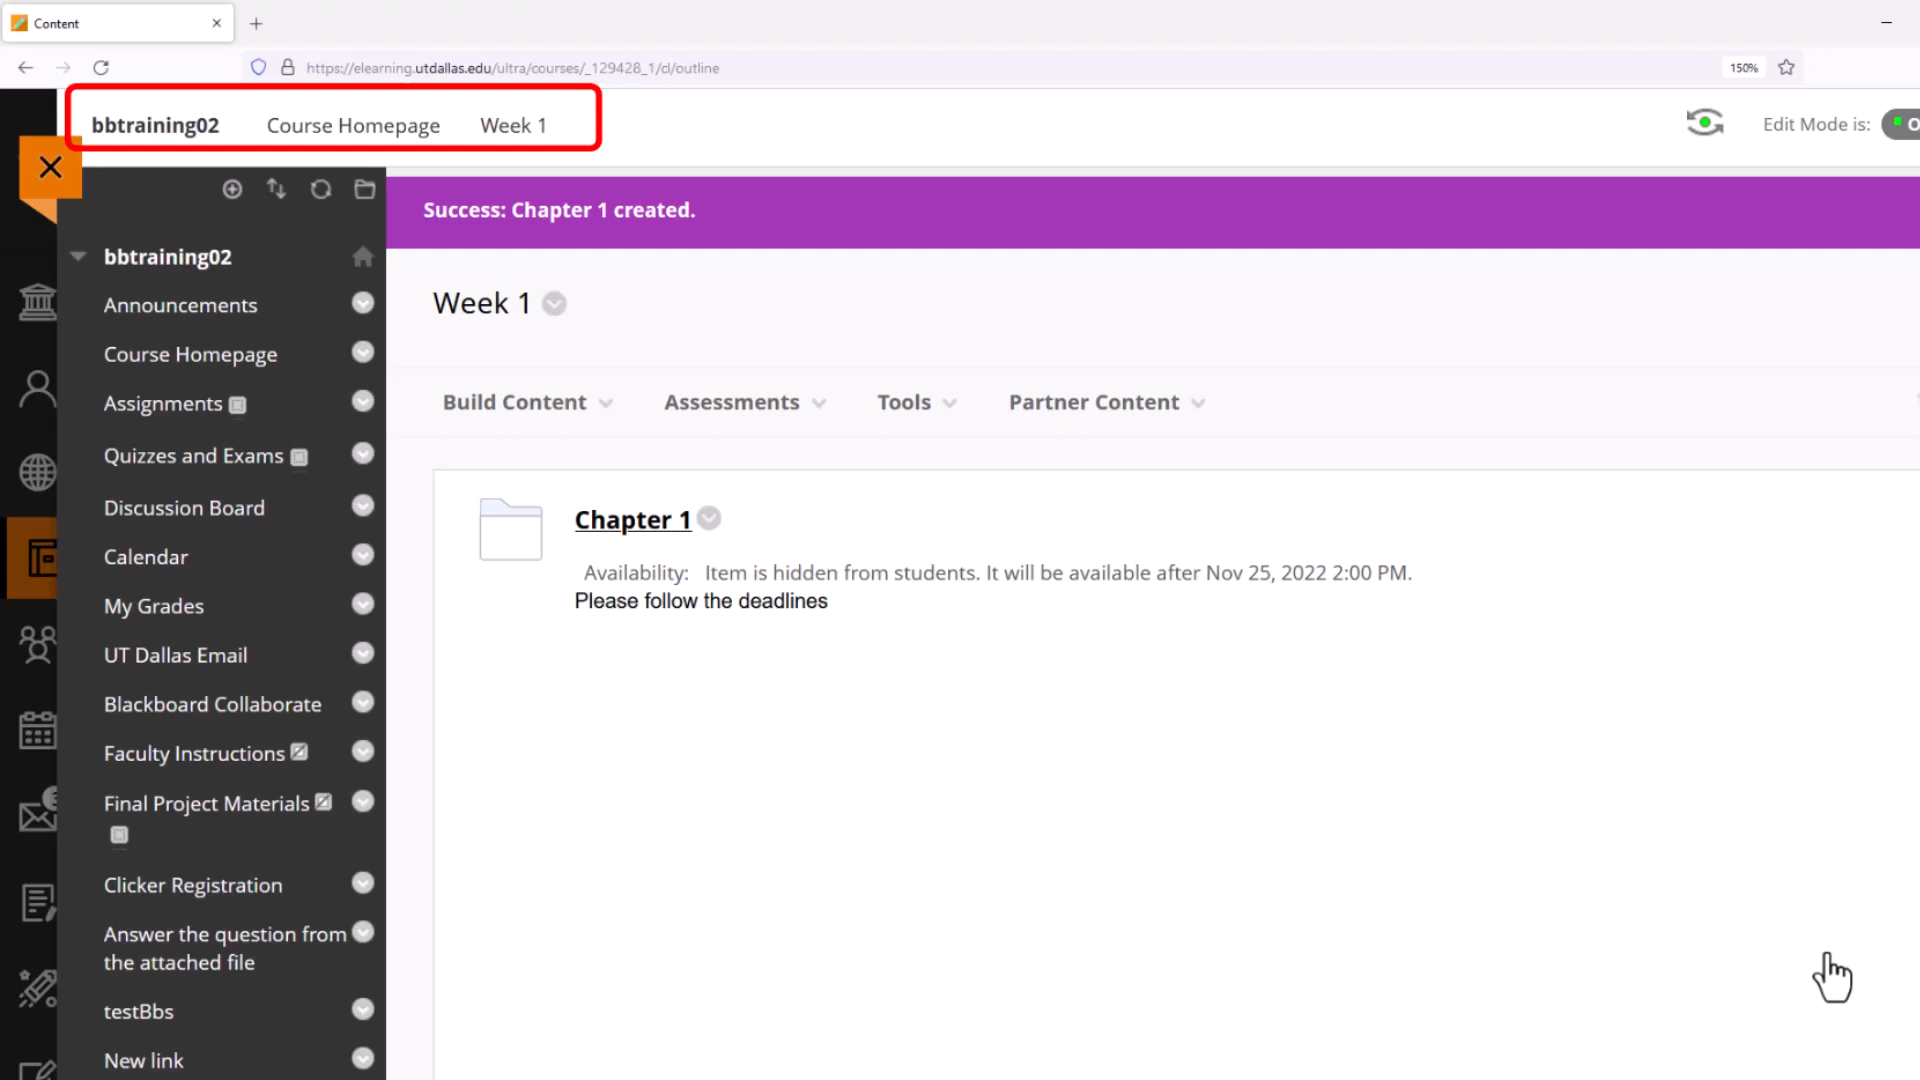 Content
https://elearning.utdallas.edu/ultra/courses/_129428_1/cl/outline
150%
bbtraining02 Course Homepage Week 1
Edit Mode is:
Success: Chapter 1 created.
bbtraining02
Announcements
Course Homepage
Assignments
Quizzes and Exams
Discussion Board
Calendar
My Grades
UT Dallas Email
Blackboard Collaborate
Faculty Instructions
Final Project Materials
Clicker Registration
Answer the question from
the attached file
testBbs
New link
Week 1
Build Content Assessments Tools Partner Content
Chapter 1
Availability: Item is hidden from students. It will be available after Nov 25, 2022 2:00 PM.
Please follow the deadlines